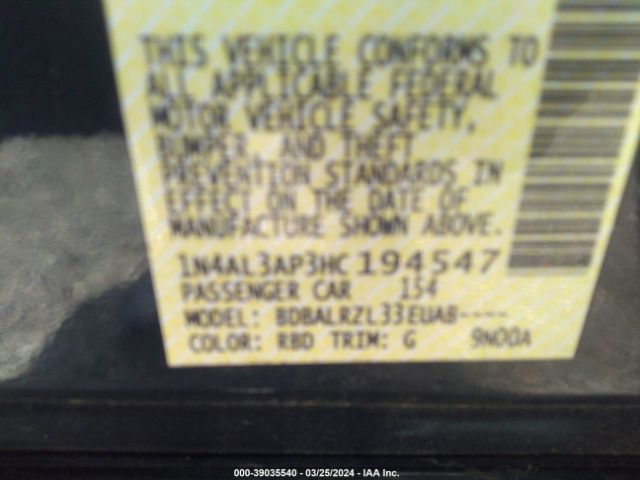 THIS VEHICLE CONFORMS TO
ALL APPLICABLE FEDERAL
MOTOR VEHICLE SAFETY,
BUMPER AND THEFT
PREVENTION STANDARDS IN
EFFECT ON THE DATE OF
MANUFACTURE SHOWN ABOVE.
1N4AL3AP3HC194547
PASSENGER CAR 154
MODEL: BDBALRZL33EUAB----
COLOR: RBD TRIM: G 9N00A
000-39035540 - 03/25/2024 - IAA Inc.